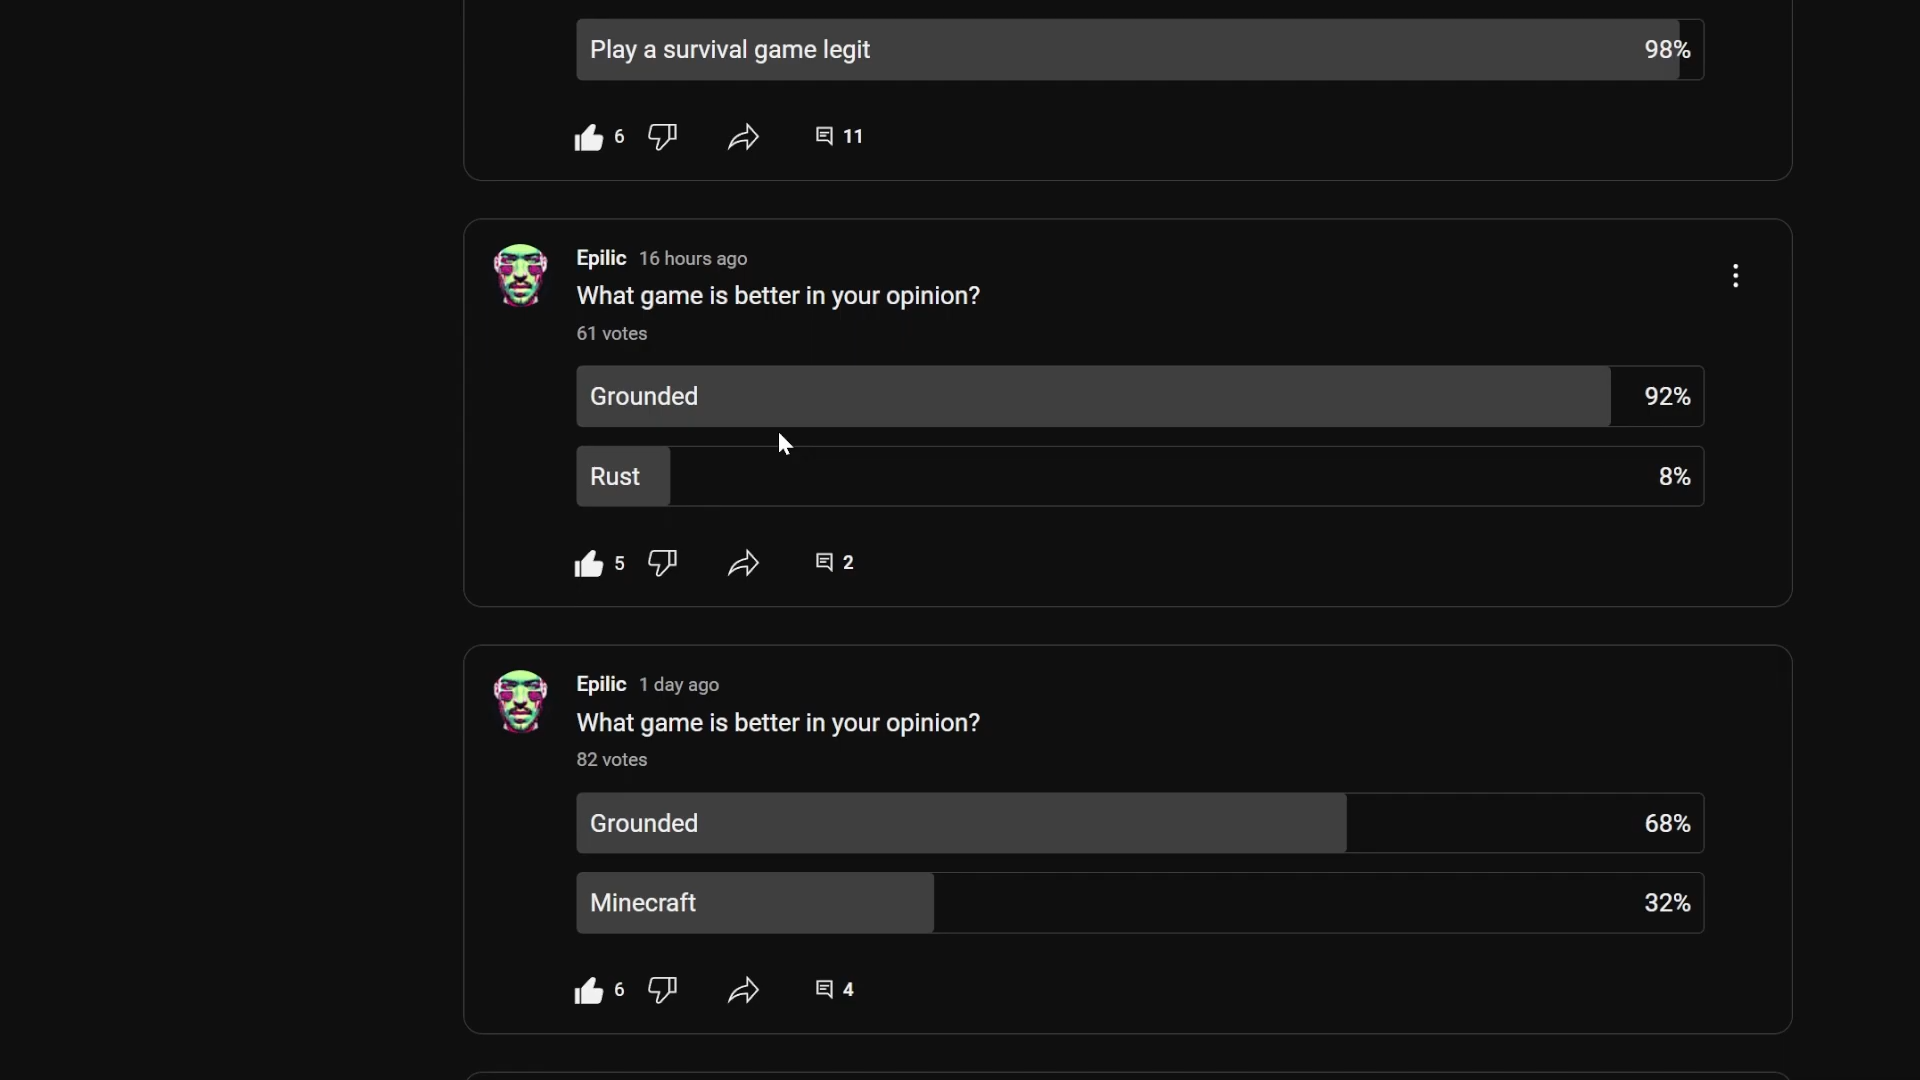 Play a survival game legit 98%
6 11
Epilic 16 hours ago
What game is better in your opinion?
61 votes
Grounded 92%
Rust 8%
5 2
Epilic 1 day ago
What game is better in your opinion?
82 votes
Grounded 68%
Minecraft 32%
6 4